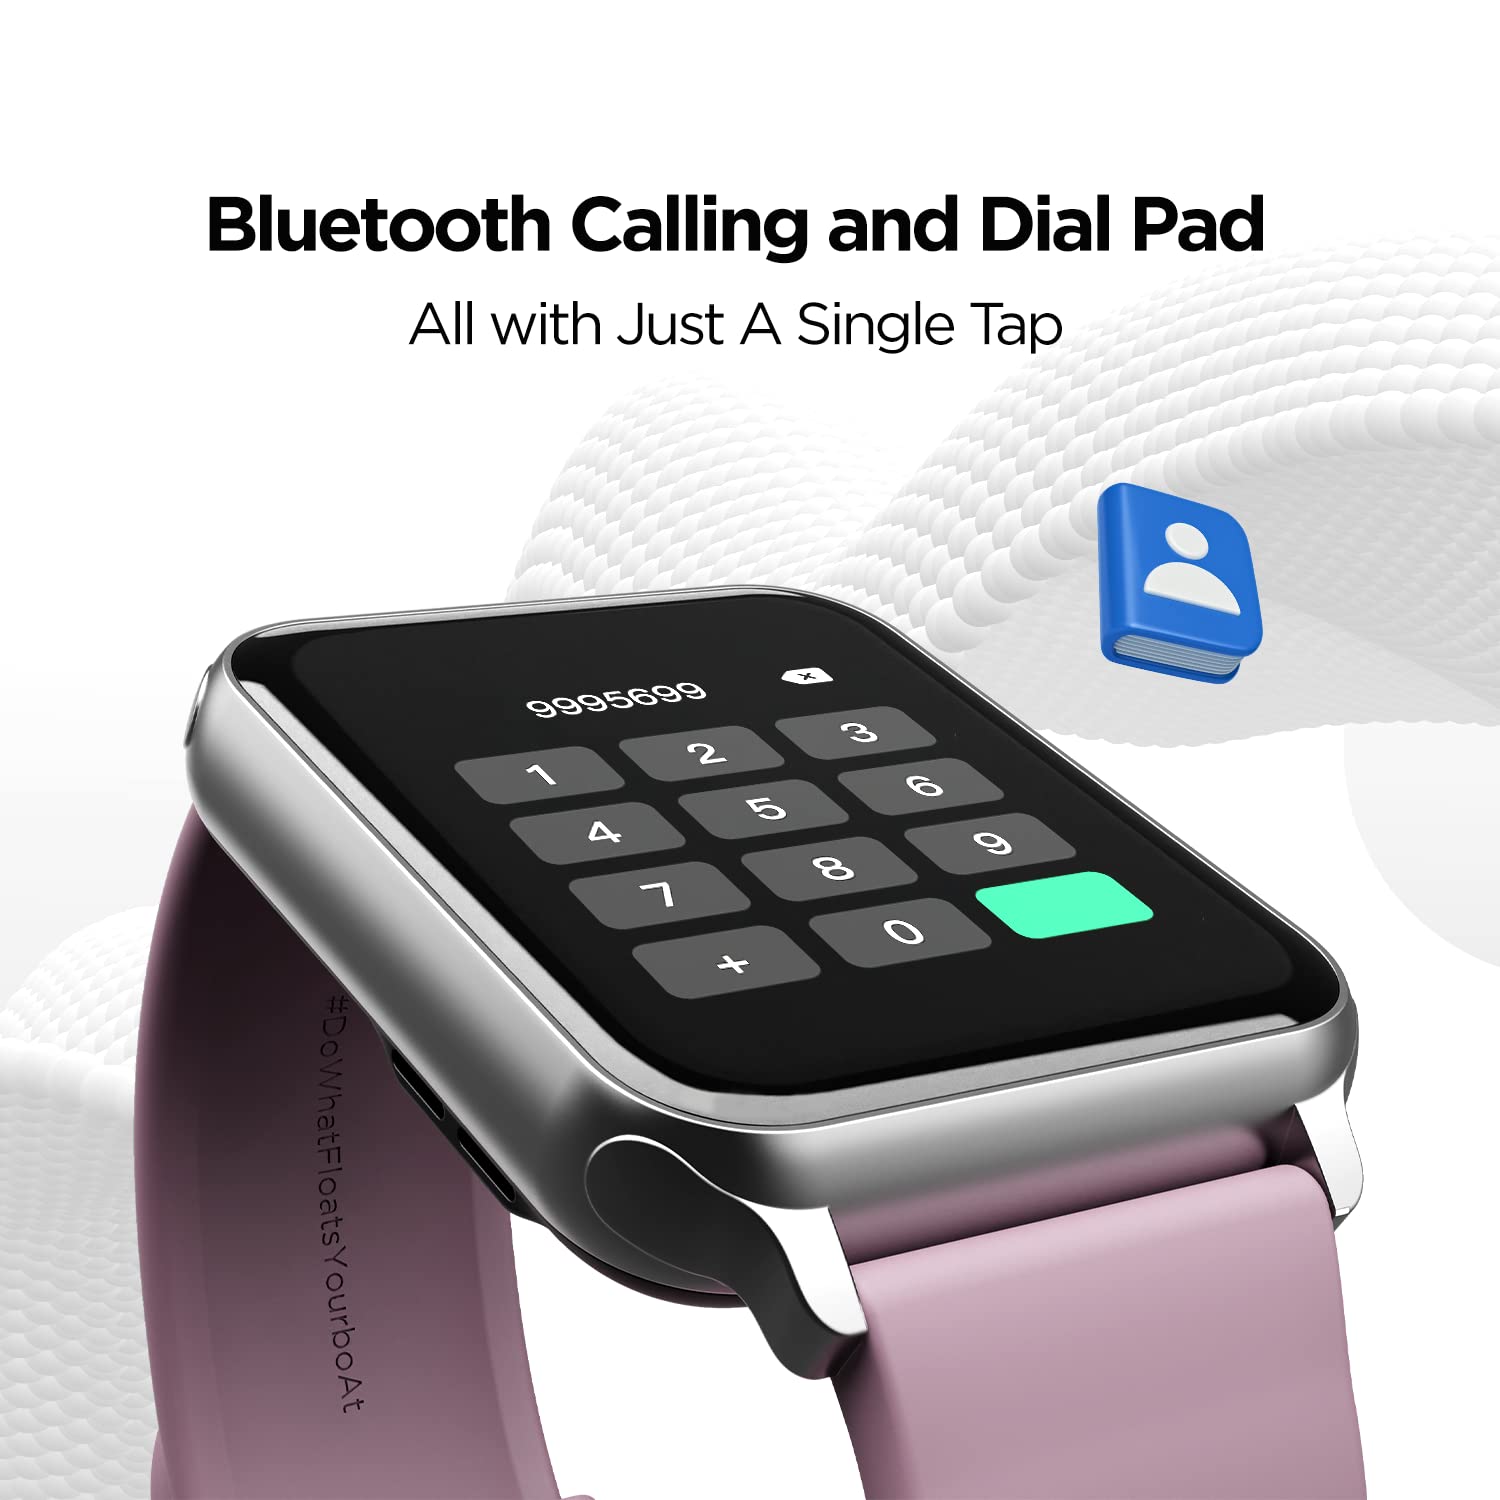 Bluetooth Calling and Dial Pad
All with Just A Single Tap
9995699
1 2 3
4 5 6
7 8 9
+ 0
#DoWhatFloatsYourboAt